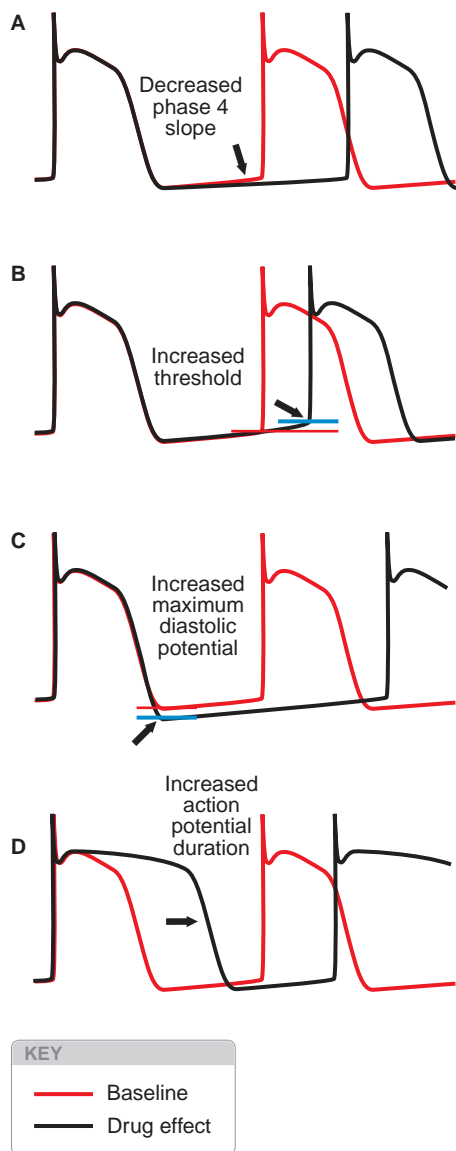 A
Decreased
phase 4
slope
B
Increased
threshold
C
Increased
maximum
diastolic
potential
Increased
action
potential
duration
D
KEY
Baseline
Drug effect